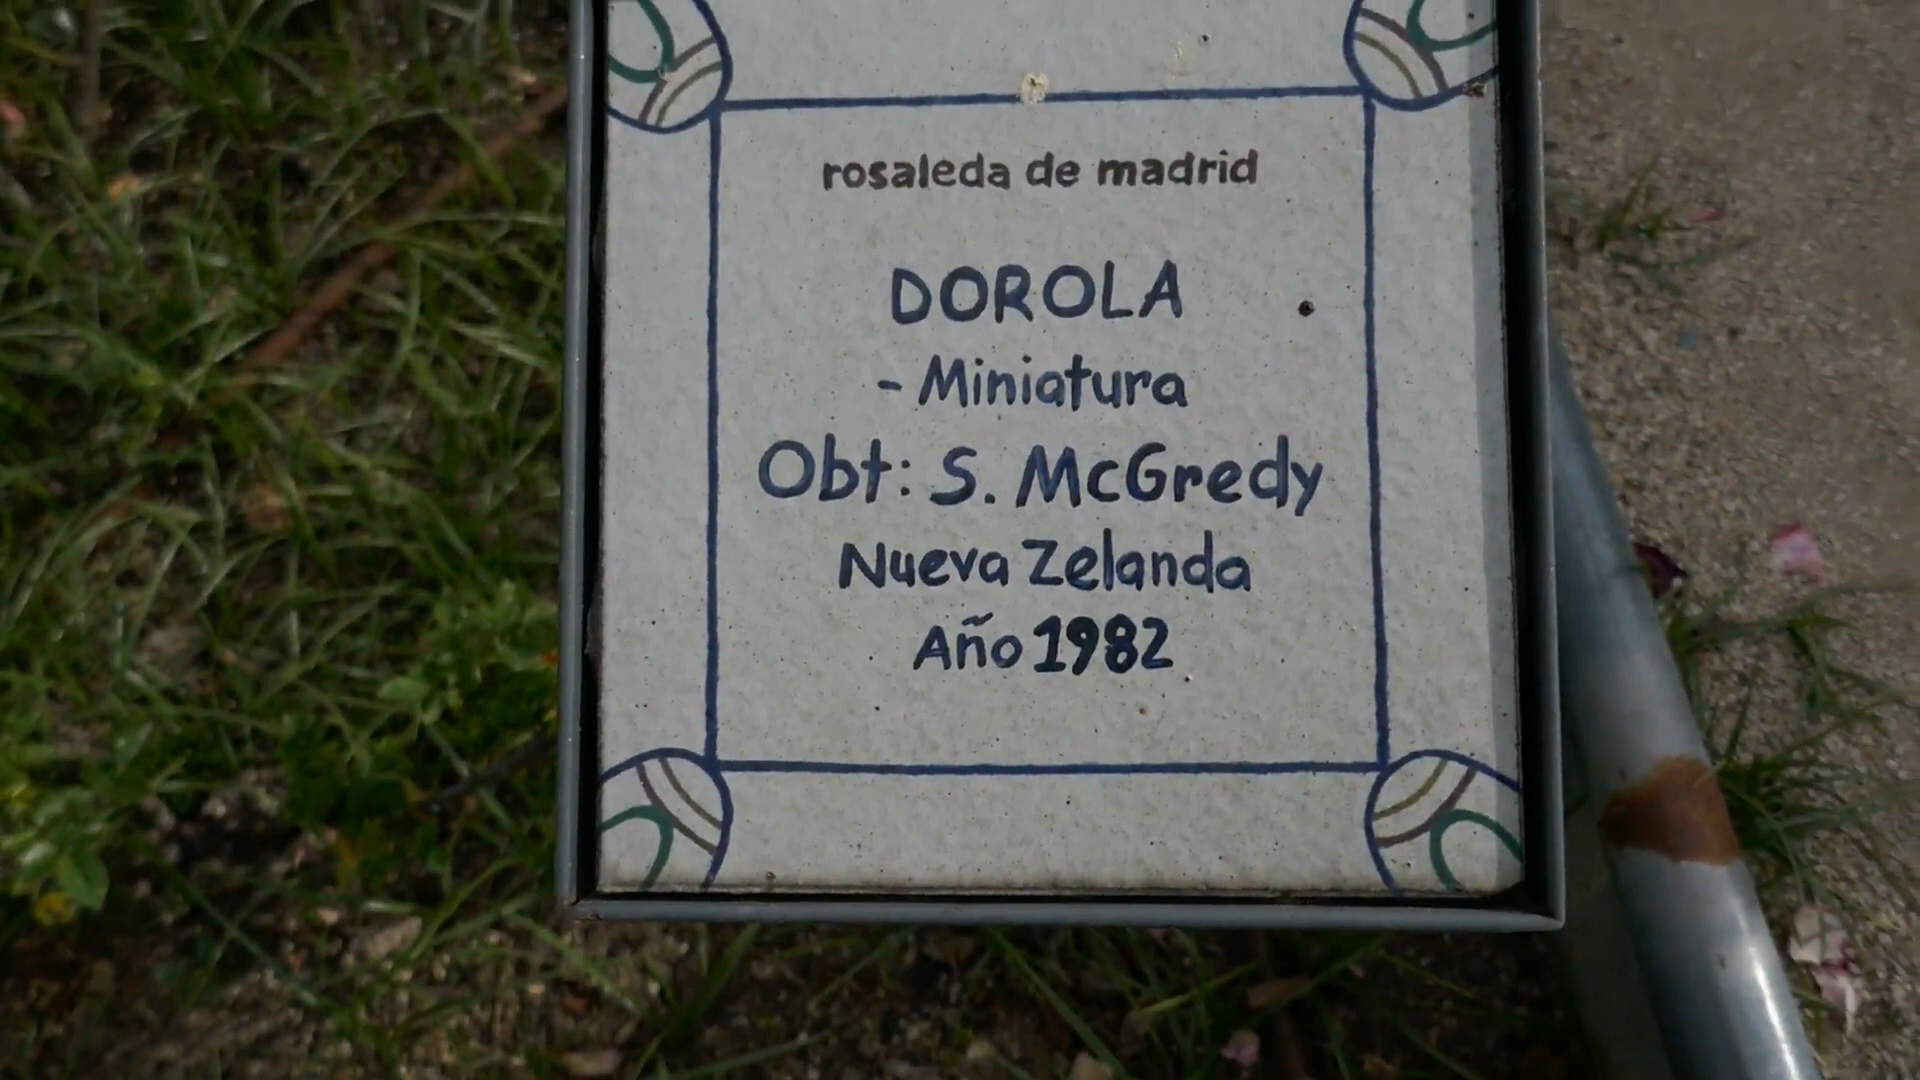 rosaleda de madrid
DOROLA
- Miniatura
Obt: S. McGredy
Nueva Zelanda
Año 1982